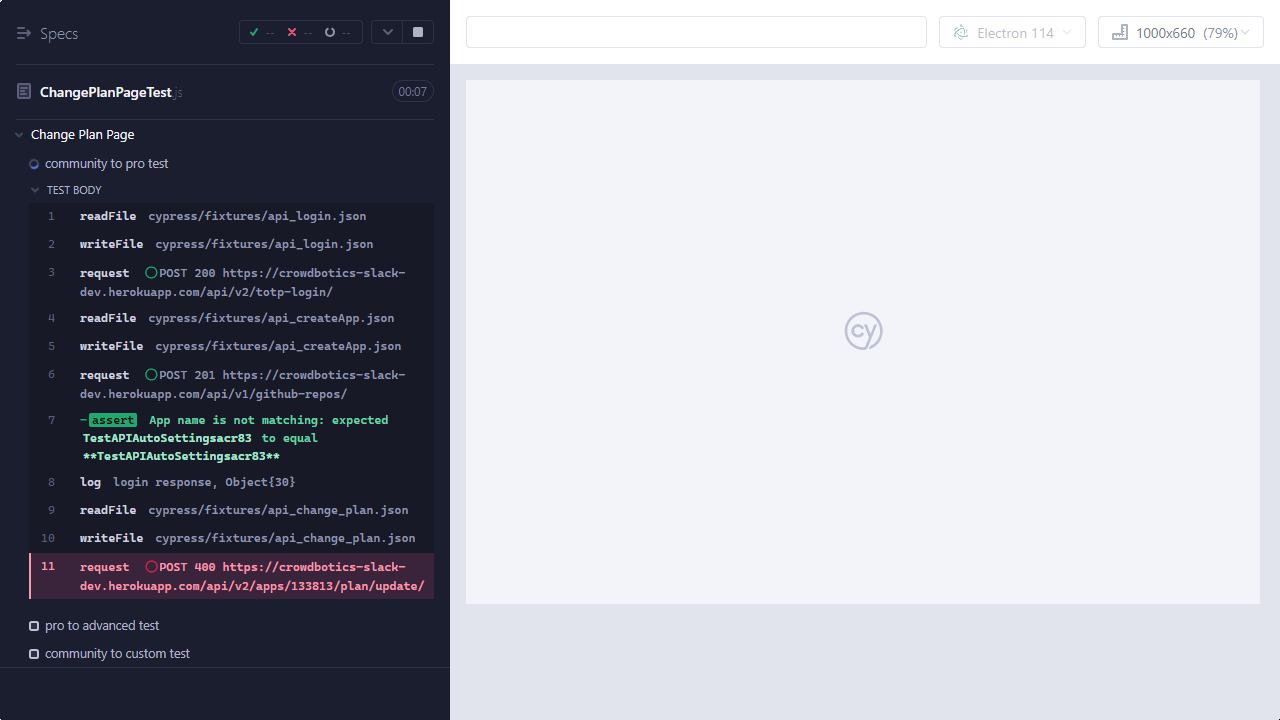 Specs
-- -- --
Electron 114
1000x660 (79%)
ChangePlanPageTest.js
00:07
Change Plan Page
community to pro test
TEST BODY
1 readFile cypress/fixtures/api_login.json
2 writeFile cypress/fixtures/api_login.json
3 request POST 200 https://crowdbotics-slack-
dev.herokuapp.com/api/v2/totp-login/
4 readFile cypress/fixtures/api_createApp.json
5 writeFile cypress/fixtures/api_createApp.json
6 request POST 201 https://crowdbotics-slack-
dev.herokuapp.com/api/v1/github-repos/
7 -assert App name is not matching: expected
TestAPIAutoSettingsacr83 to equal
**TestAPIAutoSettingsacr83**
8 log login response, Object{30}
9 readFile cypress/fixtures/api_change_plan.json
10 writeFile cypress/fixtures/api_change_plan.json
11 request POST 400 https://crowdbotics-slack-
dev.herokuapp.com/api/v2/apps/133813/plan/update/
pro to advanced test
community to custom test
cy